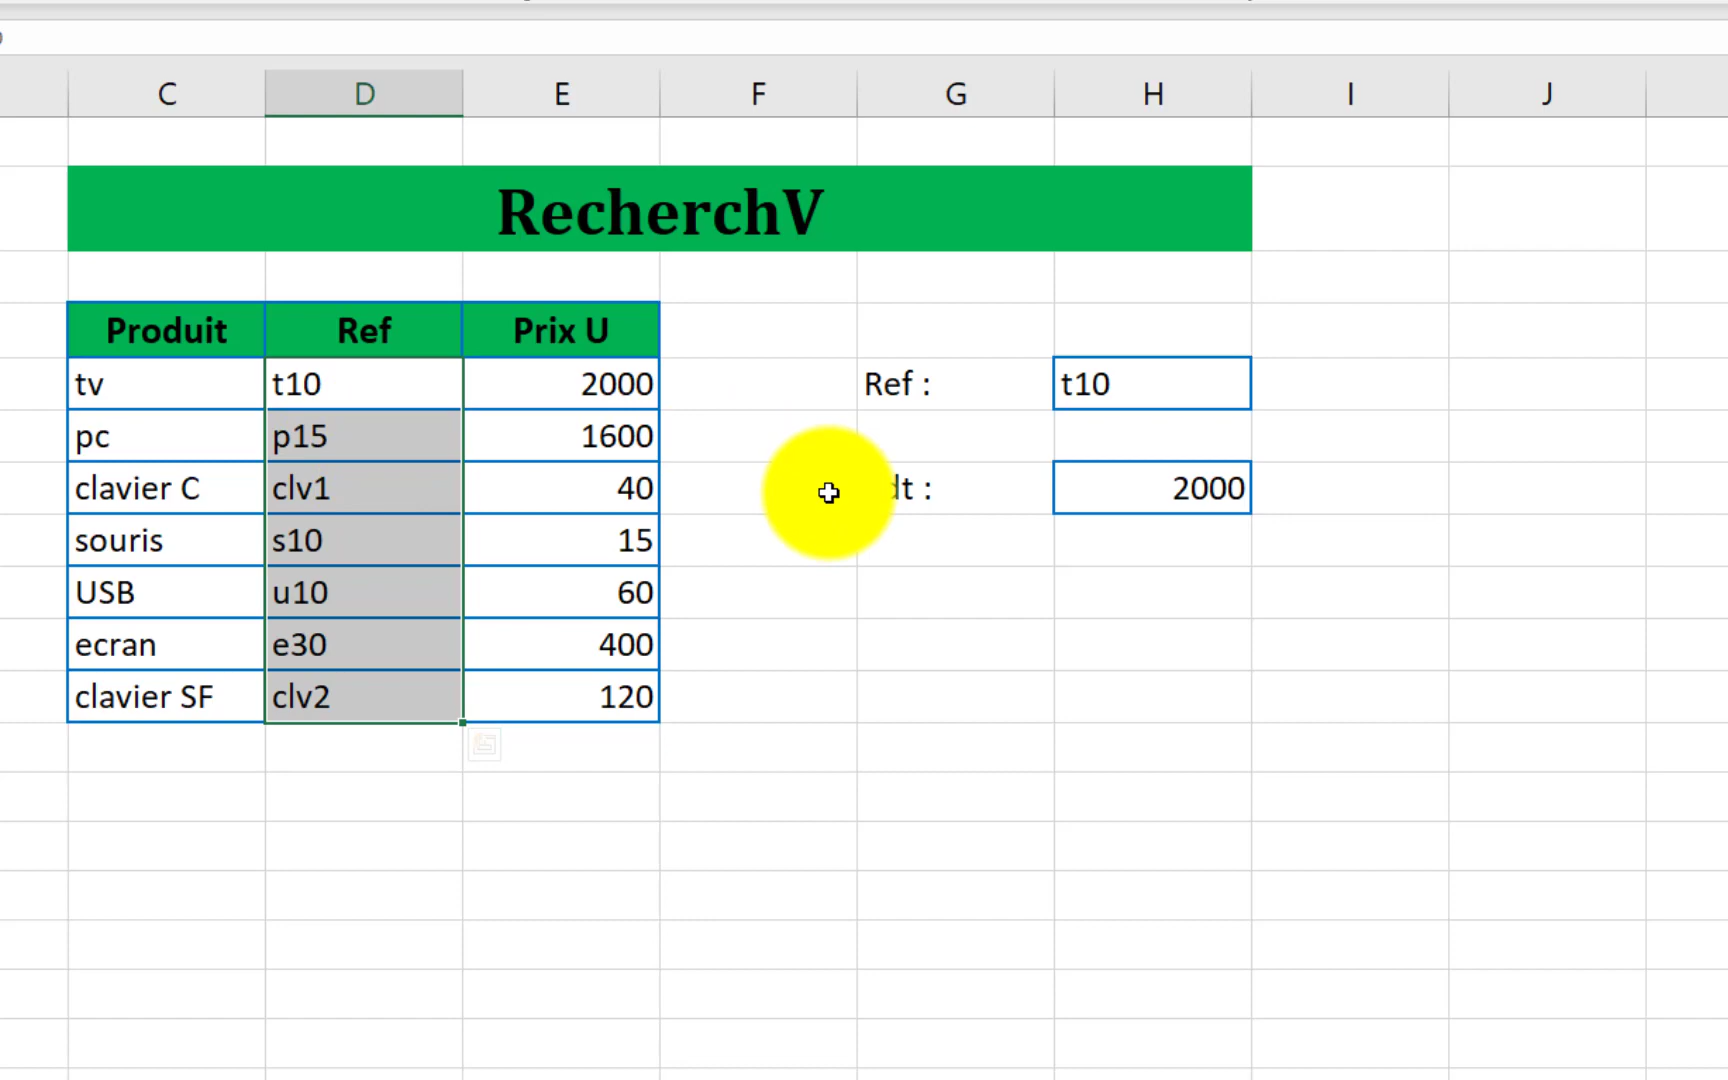 C D E F G H I J
RecherchV
Produit Ref Prix U
tv t10 2000 Ref : t10
pc p15 1600
clavier C clv1 40 dt : 2000
souris s10 15
USB u10 60
ecran e30 400
clavier SF clv2 120